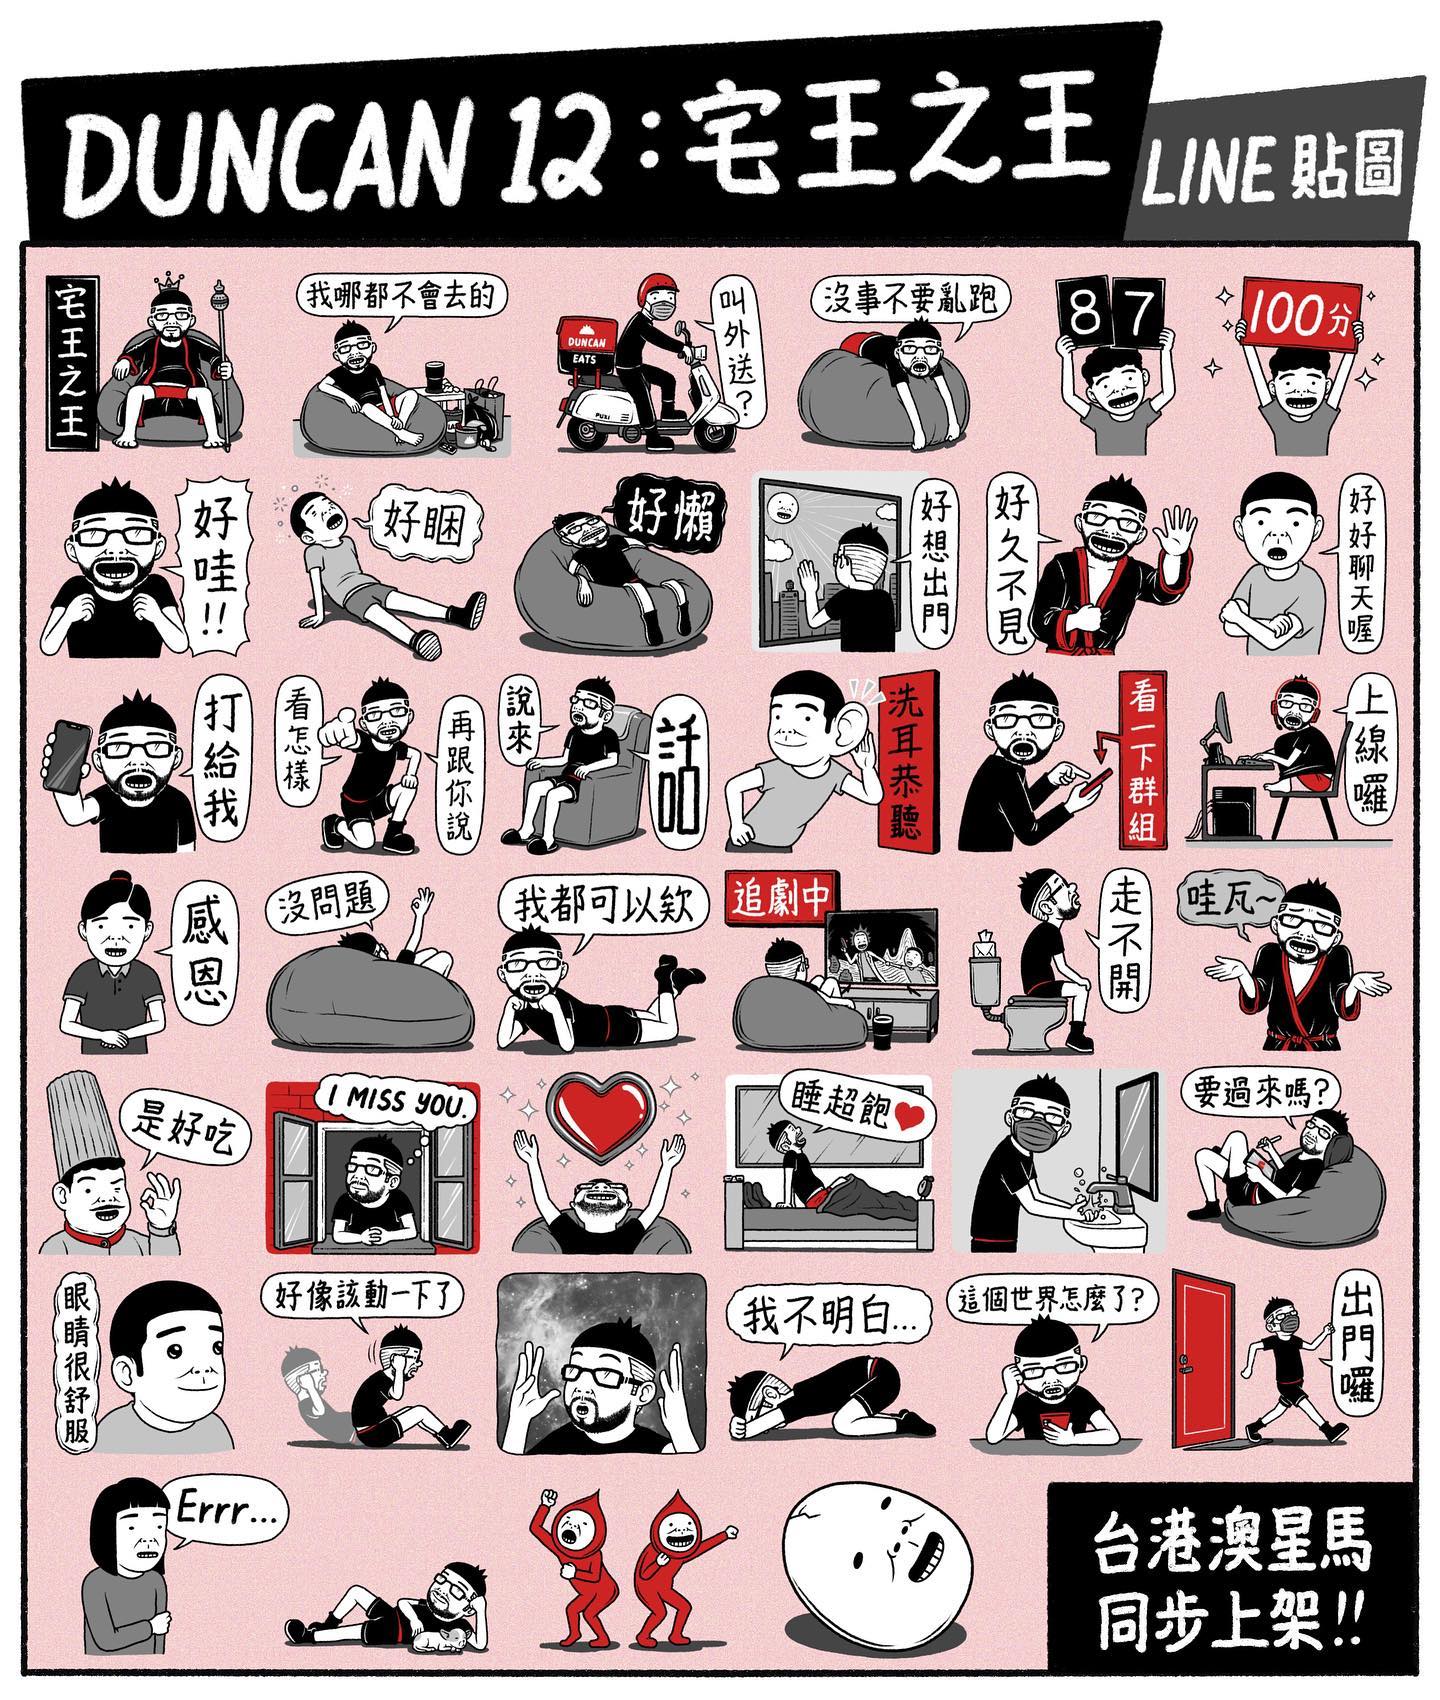 DUNCAN 12:宅王之王
LINE 貼圖
宅王之王
我哪都不會去的
DUNCAN
EATS
PUKI
叫外送?
沒事不要亂跑
87
100分
好哇!!
好睏
好懶
好想出門
好久不見
好好聊天喔
打給我
看怎樣
再跟你說
說來
話
洗耳恭聽
看一下群組
上線囉
感恩
沒問題
我都可以欸
追劇中
走不開
哇瓦~
是好吃
I MISS YOU.
睡超飽
要過來嗎?
眼睛很舒服
好像該動一下了
我不明白...
這個世界怎麼了?
出門囉
Errr...
台港澳星馬
同步上架!!